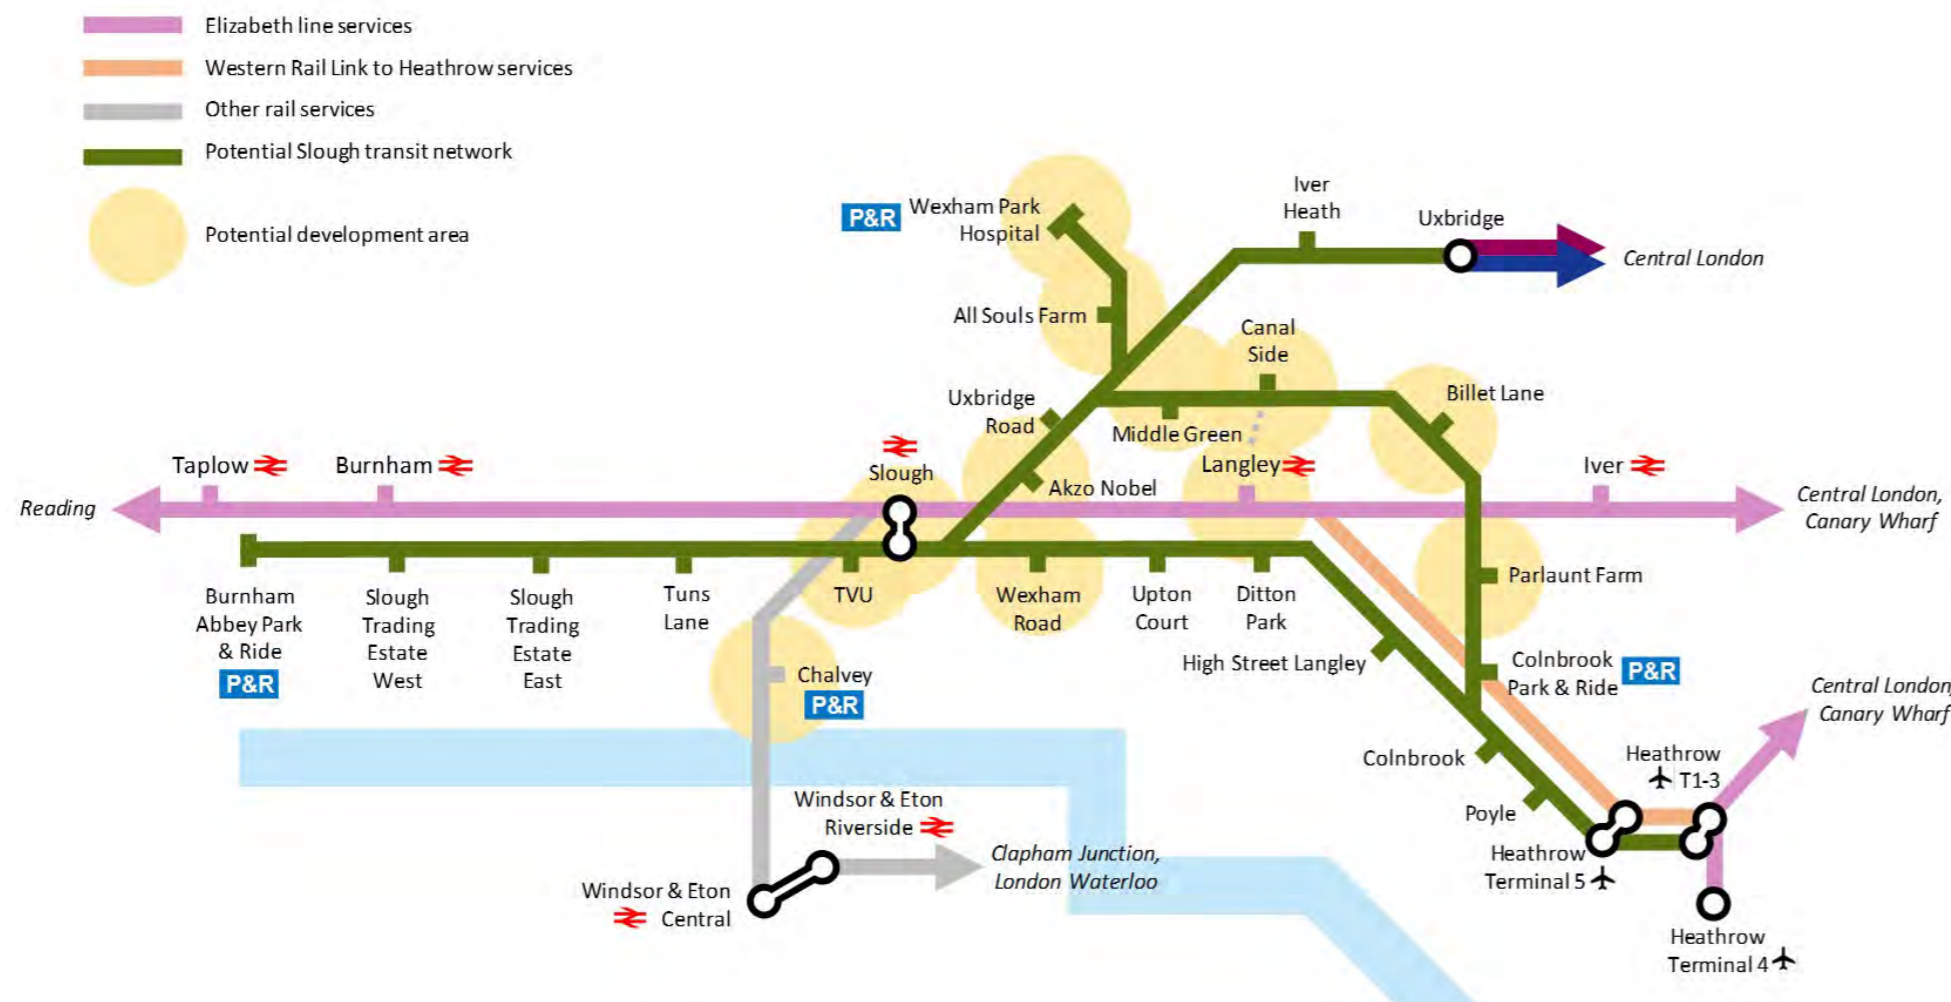 Elizabeth line services
Western Rail Link to Heathrow services
Other rail services
Potential Slough transit network
Potential development area
P&R
Wexham Park
Hospital
Iver
Heath
Uxbridge
Central London
All Souls Farm
Canal
Side
Uxbridge
Road
Billet Lane
Middle Green
Taplow
Burnham
Slough
Langley
Iver
Akzo Nobel
Reading
Central London,
Canary Wharf
Burnham
Abbey Park
& Ride
P&R
Slough
Trading
Estate
West
Slough
Trading
Estate
East
Tuns
Lane
TVU
Wexham
Road
Upton
Court
Ditton
Park
Parlaunt Farm
High Street Langley
Colnbrook
Park & Ride
P&R
Chalvey
P&R
Central London,
Canary Wharf
Colnbrook
Heathrow
T1-3
Poyle
Windsor & Eton
Riverside
Heathrow
Terminal 5
Clapham Junction,
London Waterloo
Windsor & Eton
Central
Heathrow
Terminal 4